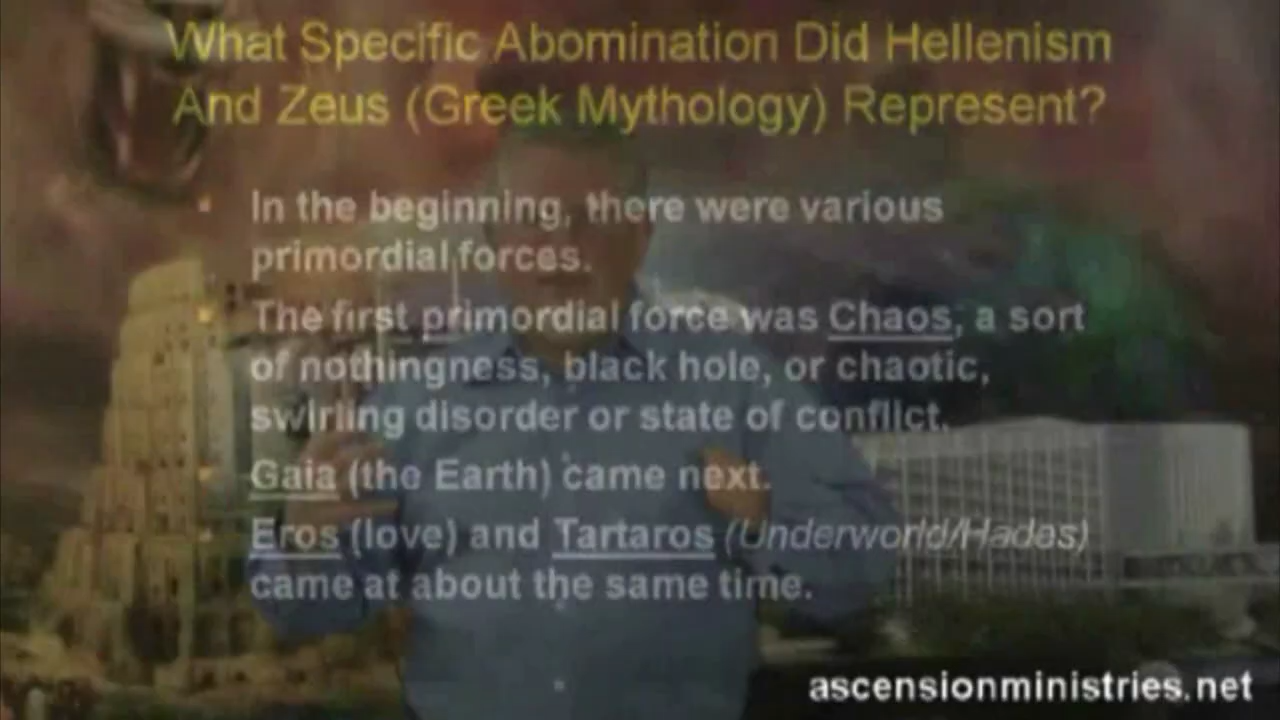 What Specific Abomination Did Hellenism
And Zeus (Greek Mythology) Represent?
In the beginning, there were various
primordial forces.
The first primordial force was Chaos, a sort
of nothingness, black hole, or chaotic,
swirling disorder or state of conflict.
Gaia (the Earth) came next.
Eros (love) and Tartaros (Underworld/Hades)
came at about the same time.
ascensionministries.net